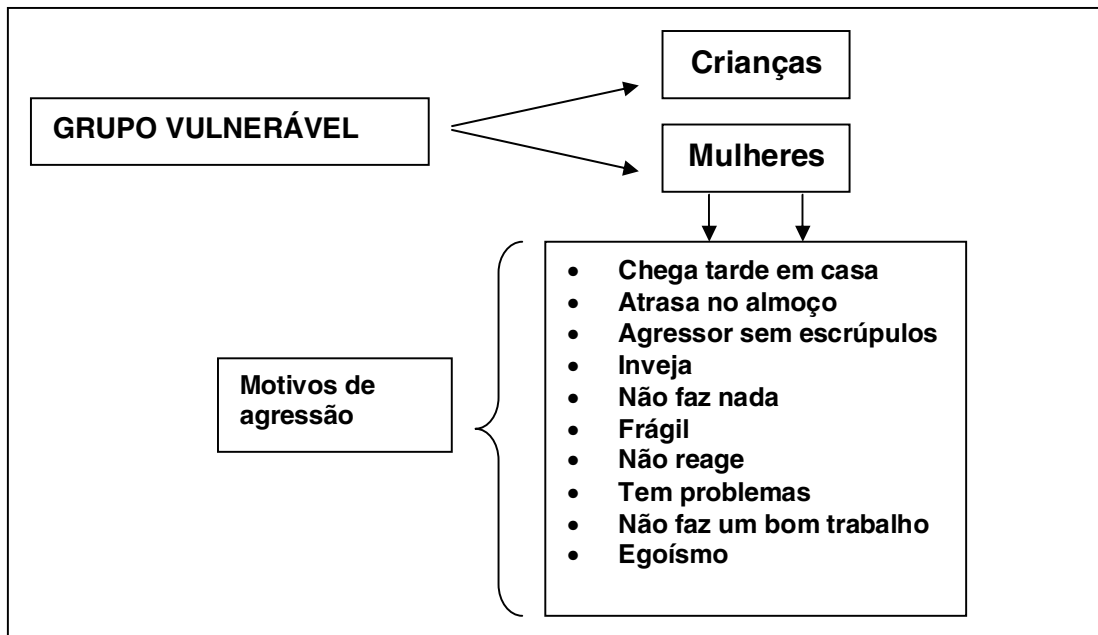 Crianças
GRUPO VULNERÁVEL
Mulheres
• Chega tarde em casa
• Atrasa no almoço
• Agressor sem escrúpulos
• Inveja
• Não faz nada
• Frágil
• Não reage
• Tem problemas
• Não faz um bom trabalho
• Egoísmo
Motivos de
agressão